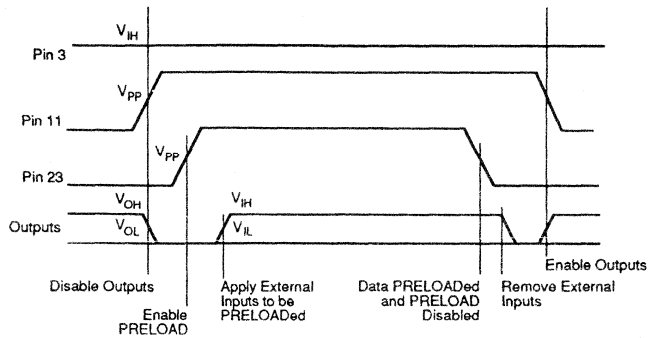 VIH
Pin 3
VPP
Pin 11
VPP
Pin 23
VOH
VIH
Outputs
VOL
VIL
Enable Outputs
Disable Outputs
Apply External
Inputs to be
PRELOADed
Data PRELOADed
and PRELOAD
Disabled
Remove External
Inputs
Enable
PRELOAD